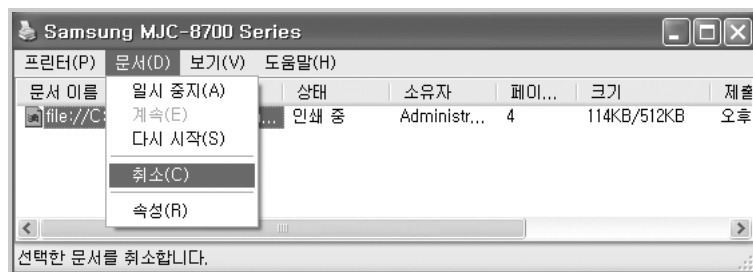 Samsung MJC-8700 Series
프린터(P) 문서(D) 보기(V) 도움말(H)
문서 이름 상태 소유자 페이... 크기 제출
file://C: ... 인쇄 중 Administr... 4 114KB/512KB 오후
일시 중지(A)
계속(E)
다시 시작(S)
취소(C)
속성(R)
선택한 문서를 취소합니다.